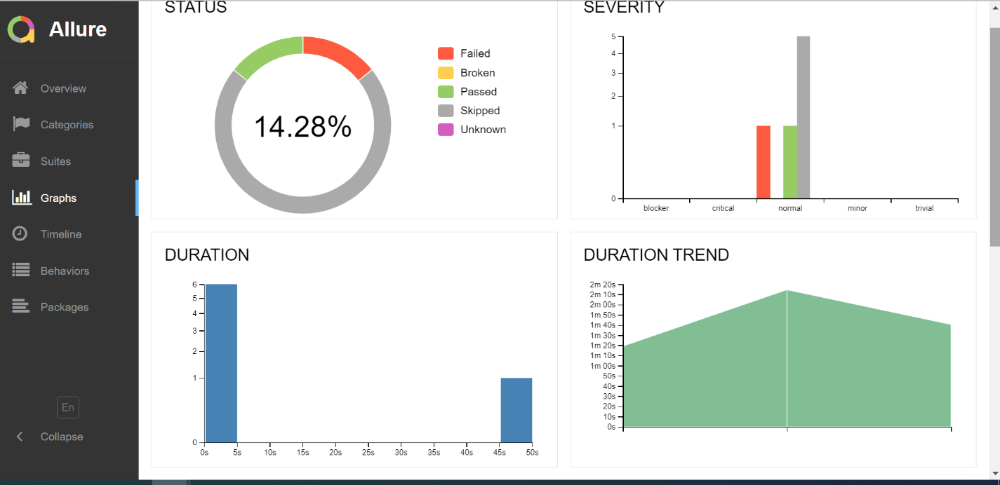 Allure
Overview
Categories
Suites
Graphs
Timeline
Behaviors
Packages
En
Collapse
STATUS
14.28%
Failed
Broken
Passed
Skipped
Unknown
SEVERITY
5
4
3
2
1
0
blocker critical normal minor trivial
DURATION
6
5
4
3
2
1
0
0s 5s 10s 15s 20s 25s 30s 35s 40s 45s 50s
DURATION TREND
2m 20s
2m 10s
2m 00s
1m 50s
1m 40s
1m 30s
1m 20s
1m 10s
1m 00s
50s
40s
30s
20s
10s
0s